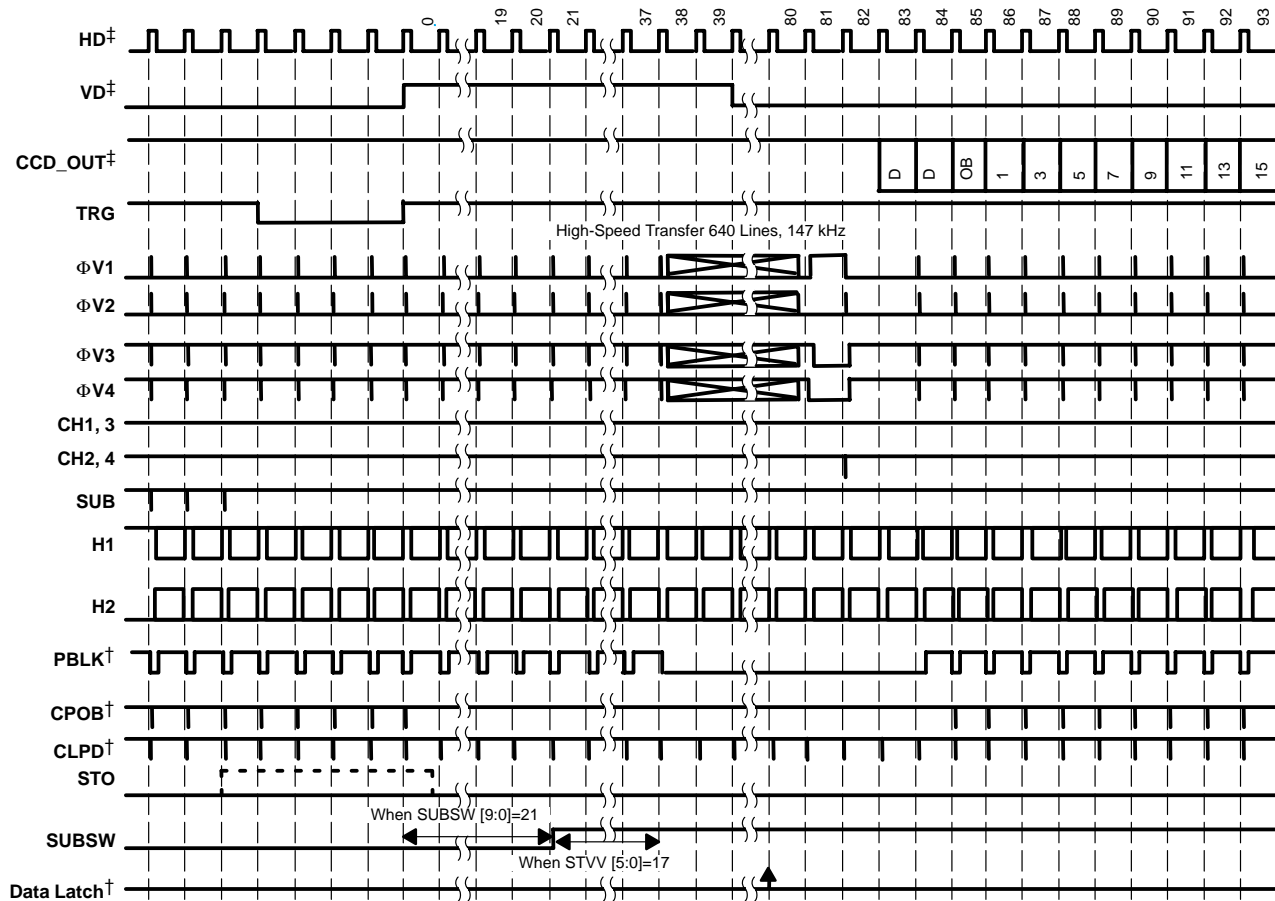 0 19 20 21 37 38 39 80 81 82 83 84 85 86 87 88 89 90 91 92 93
HD‡
VD‡
CCD_OUT‡
D D OB 1 3 5 7 9 11 13 15
TRG
High-Speed Transfer 640 Lines, 147 kHz
ΦV1
ΦV2
ΦV3
ΦV4
CH1, 3
CH2, 4
SUB
H1
H2
PBLK†
CPOB†
CLPD†
STO
When SUBSW [9:0]=21
SUBSW
When STVV [5:0]=17
Data Latch†